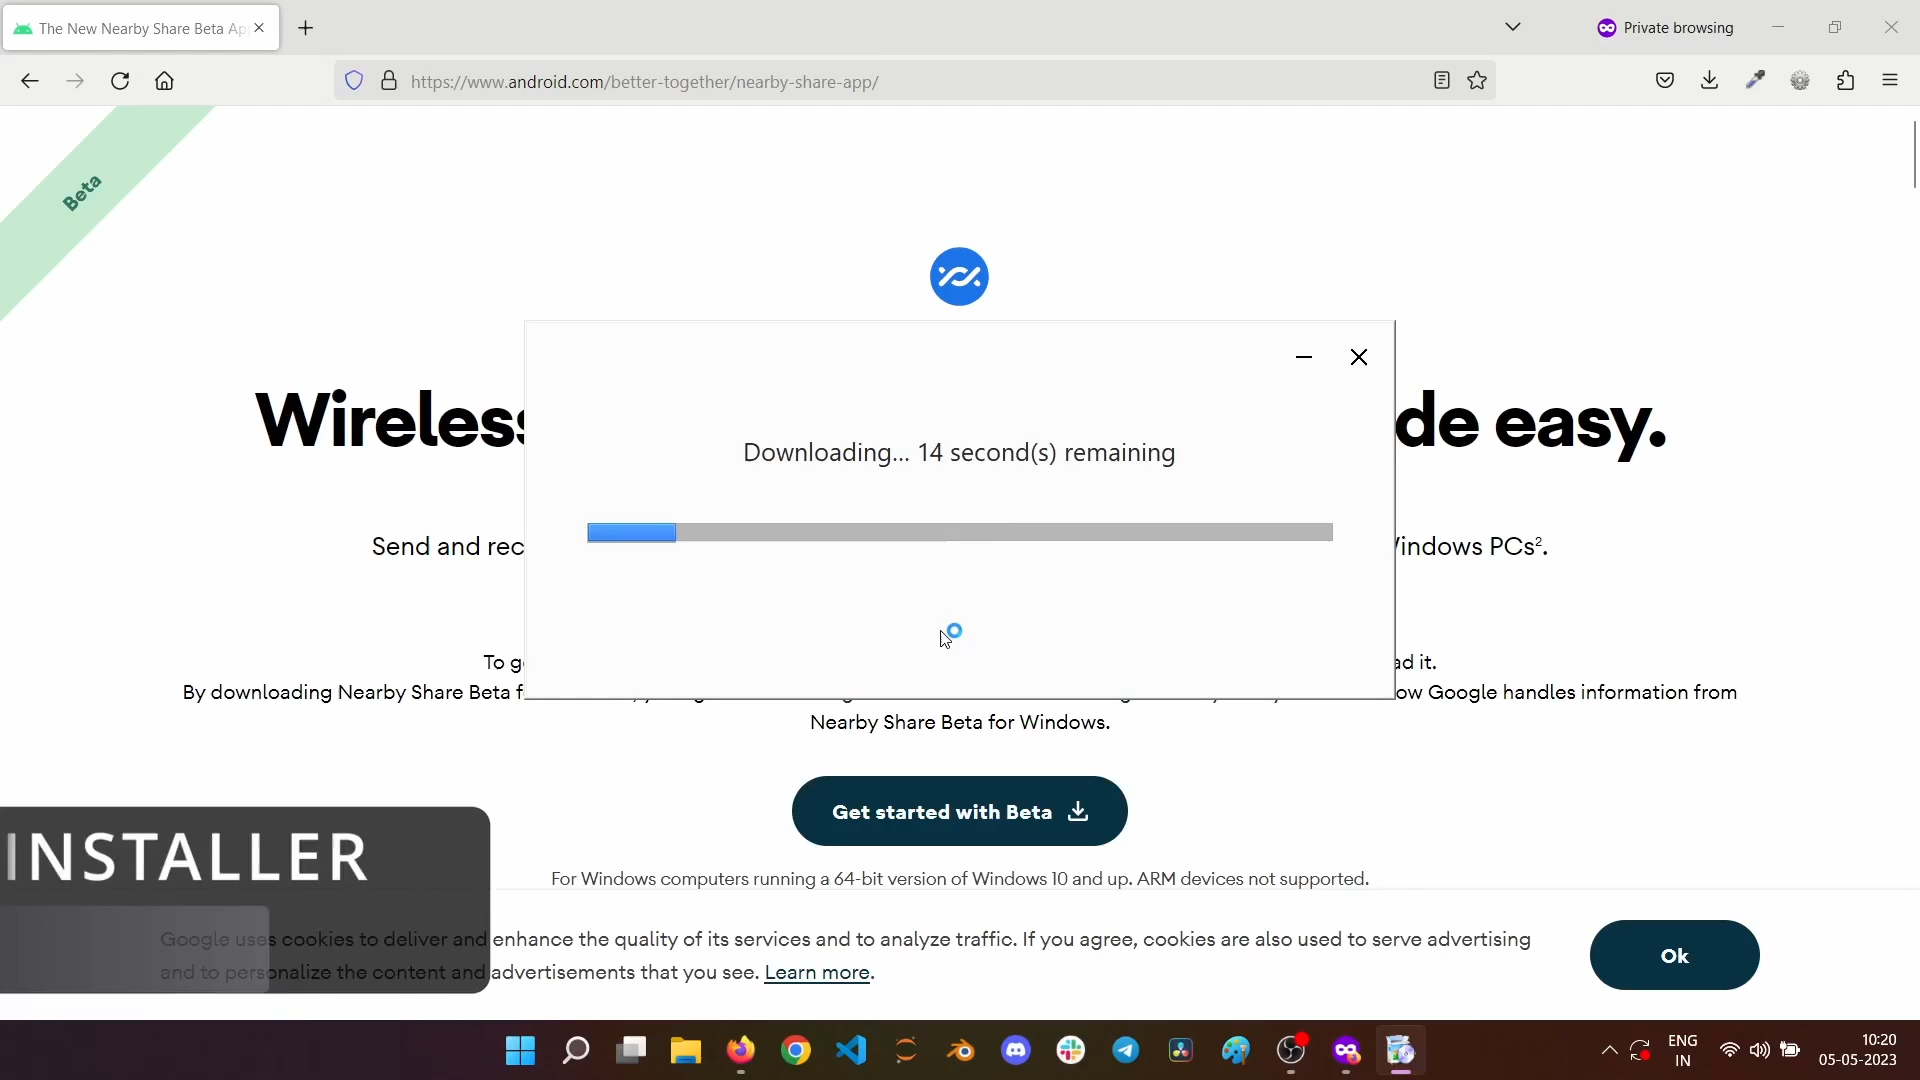 The New Nearby Share Beta Ap
Private browsing
https://www.android.com/better-together/nearby-share-app/
Beta
Wireless
de easy.
Downloading... 14 second(s) remaining
Send and rec
indows PCs².
To g
ad it.
By downloading Nearby Share Beta f
ow Google handles information from
Nearby Share Beta for Windows.
Get started with Beta
For Windows computers running a 64-bit version of Windows 10 and up. ARM devices not supported.
INSTALLER
Google uses cookies to deliver and enhance the quality of its services and to analyze traffic. If you agree, cookies are also used to serve advertising
and to personalize the content and advertisements that you see. Learn more.
Ok
ENG
IN
10:20
05-05-2023